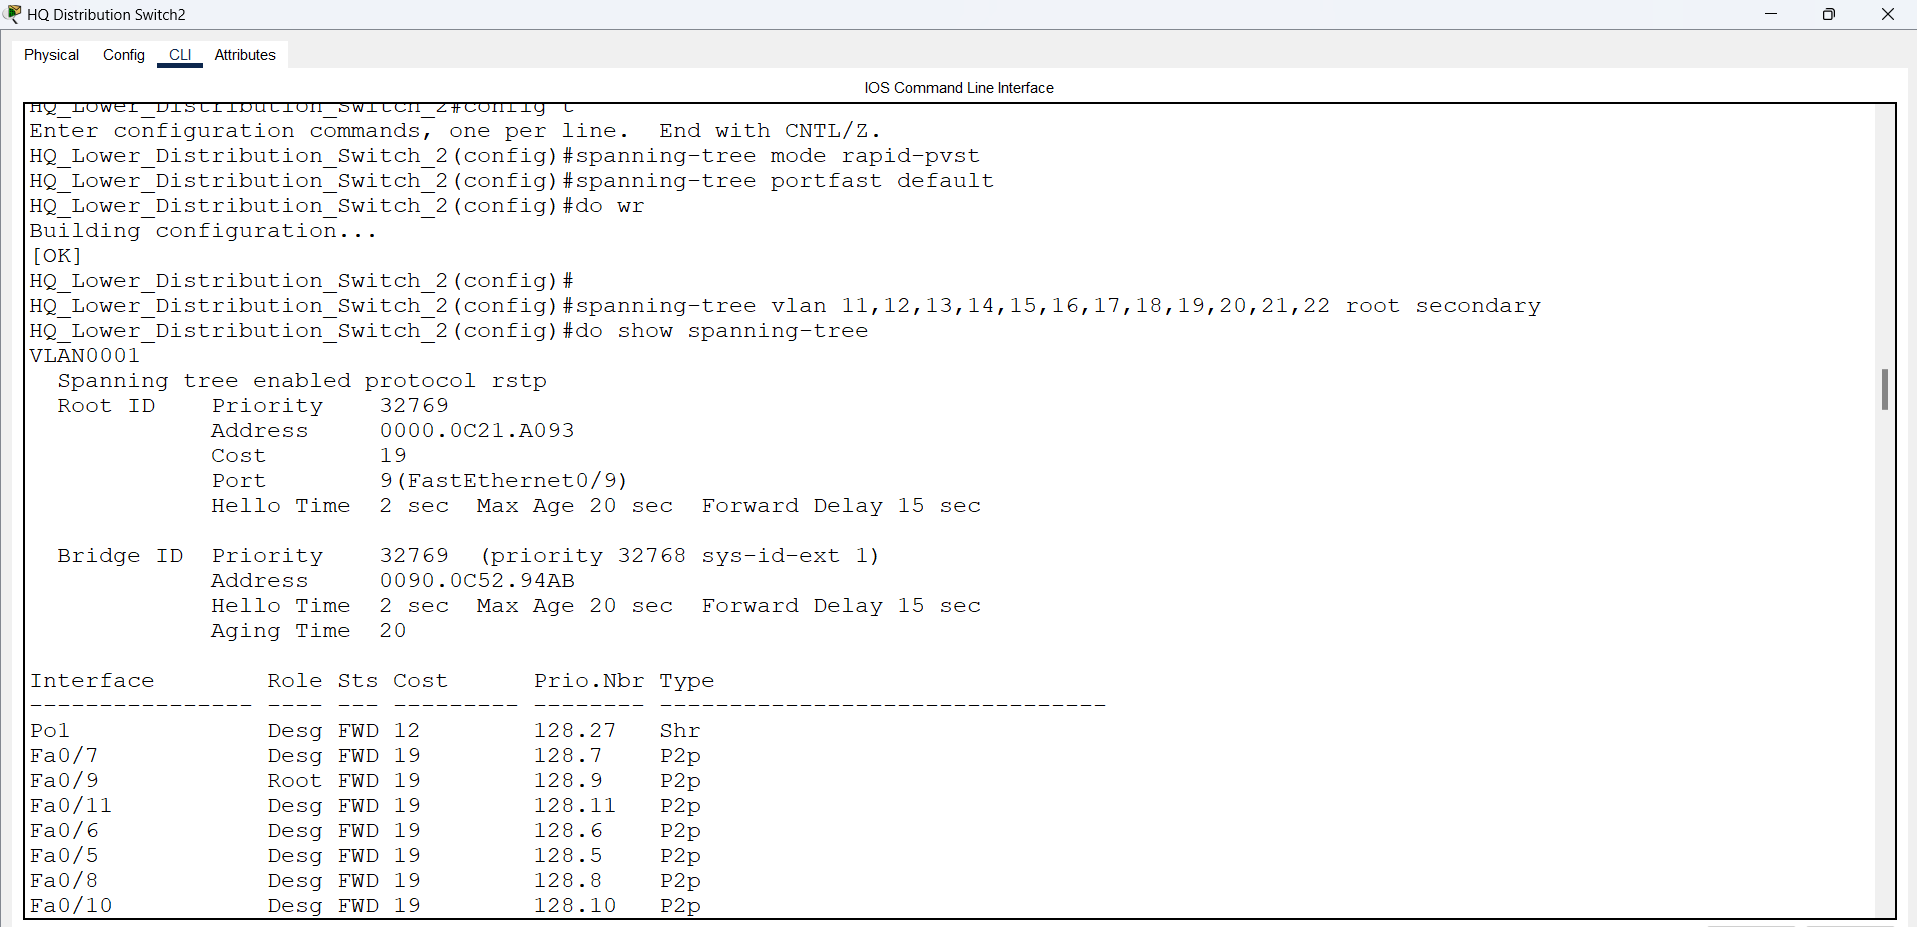 HQ Distribution Switch2
Physical Config CLI Attributes
IOS Command Line Interface
HQ_Lower_Distribution_Switch_2#config t
Enter configuration commands, one per line.  End with CNTL/Z.
HQ_Lower_Distribution_Switch_2(config)#spanning-tree mode rapid-pvst
HQ_Lower_Distribution_Switch_2(config)#spanning-tree portfast default
HQ_Lower_Distribution_Switch_2(config)#do wr
Building configuration...
[OK]
HQ_Lower_Distribution_Switch_2(config)#
HQ_Lower_Distribution_Switch_2(config)#spanning-tree vlan 11,12,13,14,15,16,17,18,19,20,21,22 root secondary
HQ_Lower_Distribution_Switch_2(config)#do show spanning-tree
VLAN0001
  Spanning tree enabled protocol rstp
  Root ID    Priority    32769
             Address     0000.0C21.A093
             Cost        19
             Port        9(FastEthernet0/9)
             Hello Time  2 sec  Max Age 20 sec  Forward Delay 15 sec
  Bridge ID  Priority    32769  (priority 32768 sys-id-ext 1)
             Address     0090.0C52.94AB
             Hello Time  2 sec  Max Age 20 sec  Forward Delay 15 sec
             Aging Time  20
Interface        Role Sts Cost      Prio.Nbr Type
---------------- ---- --- --------- -------- --------------------------------
Po1              Desg FWD 12        128.27   Shr
Fa0/7            Desg FWD 19        128.7    P2p
Fa0/9            Root FWD 19        128.9    P2p
Fa0/11           Desg FWD 19        128.11   P2p
Fa0/6            Desg FWD 19        128.6    P2p
Fa0/5            Desg FWD 19        128.5    P2p
Fa0/8            Desg FWD 19        128.8    P2p
Fa0/10           Desg FWD 19        128.10   P2p